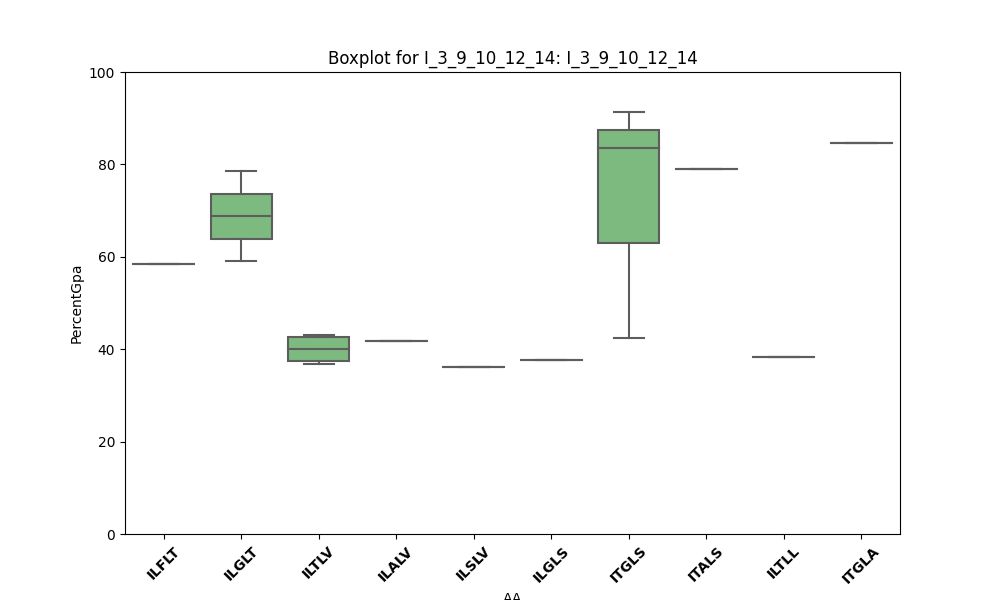 Boxplot for I_3_9_10_12_14: I_3_9_10_12_14
100
80
60
40
20
0
PercentGpa
ILFLT
ILGLT
ILTLV
ILALV
ILSLV
ILGLS
ITGLS
ITALS
ILTLL
ITGLA
AA